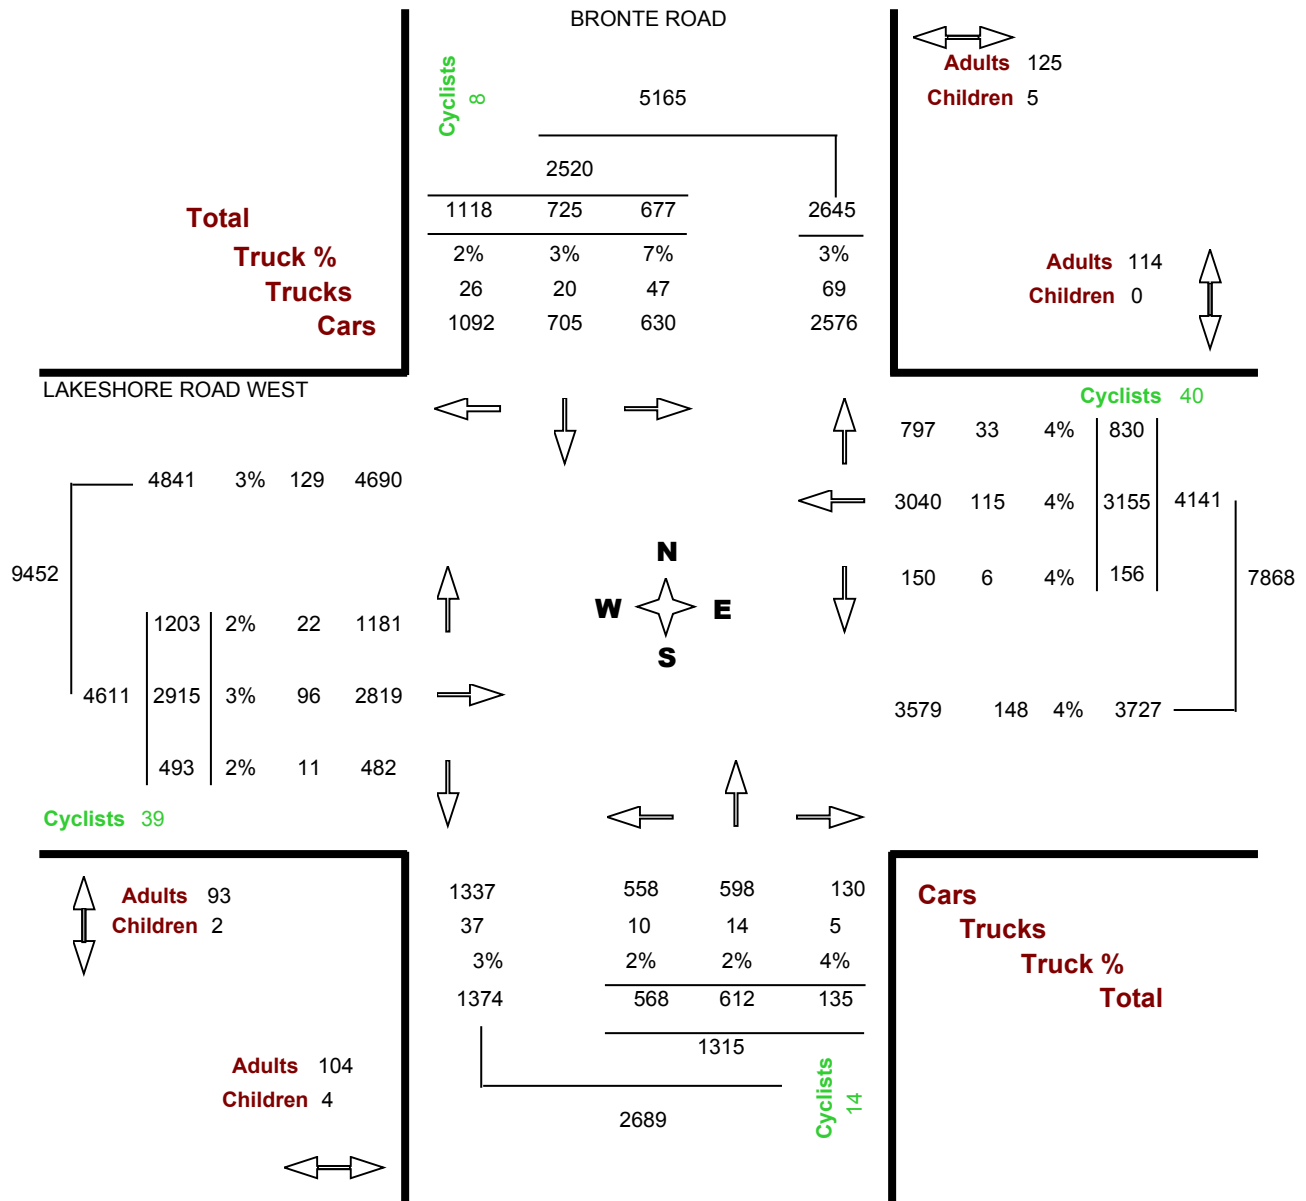 BRONTE ROAD
Cyclists 8
5165
Adults 125
Children 5
2520
Total 1118 725 677 2645
Truck % 2% 3% 7% 3%
Trucks 26 20 47 69
Cars 1092 705 630 2576
Adults 114
Children 0
LAKESHORE ROAD WEST
Cyclists 40
797 33 4% 830
4841 3% 129 4690
3040 115 4% 3155 4141
N
9452
150 6 4% 156 7868
W E
1203 2% 22 1181
S
4611 2915 3% 96 2819
3579 148 4% 3727
493 2% 11 482
Cyclists 39
Adults 93
Children 2
1337 558 598 130 Cars
37 10 14 5 Trucks
3% 2% 2% 4% Truck %
1374 568 612 135 Total
1315
Adults 104
Children 4
Cyclists 14
2689